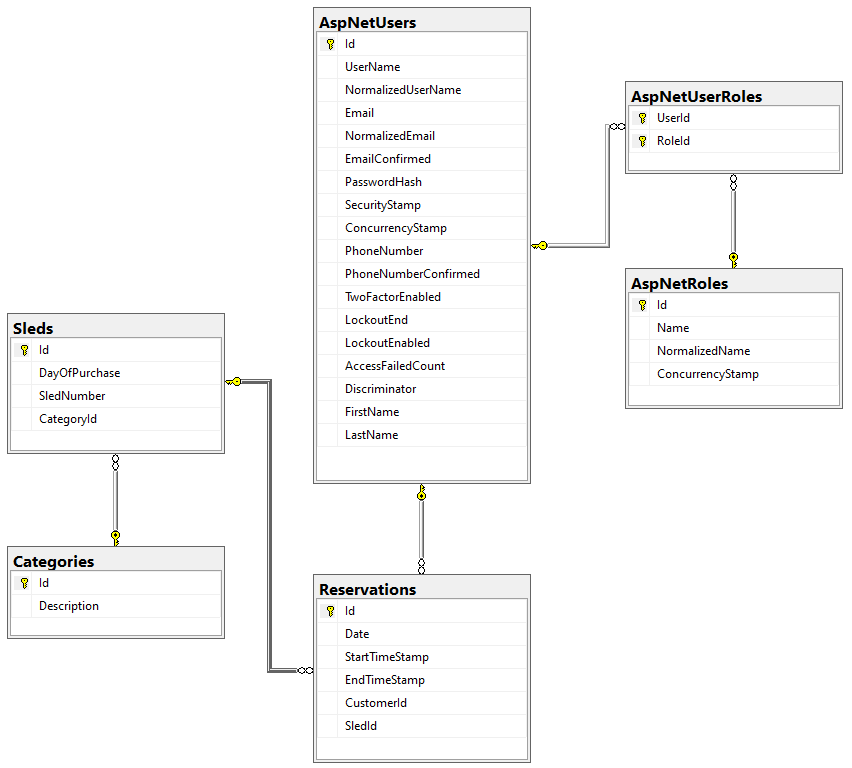 AspNetUsers
Id
UserName
NormalizedUserName
Email
NormalizedEmail
EmailConfirmed
PasswordHash
SecurityStamp
ConcurrencyStamp
PhoneNumber
PhoneNumberConfirmed
TwoFactorEnabled
LockoutEnd
LockoutEnabled
AccessFailedCount
Discriminator
FirstName
LastName
AspNetUserRoles
UserId
RoleId
AspNetRoles
Id
Name
NormalizedName
ConcurrencyStamp
Sleds
Id
DayOfPurchase
SledNumber
CategoryId
Categories
Id
Description
Reservations
Id
Date
StartTimeStamp
EndTimeStamp
CustomerId
SledId